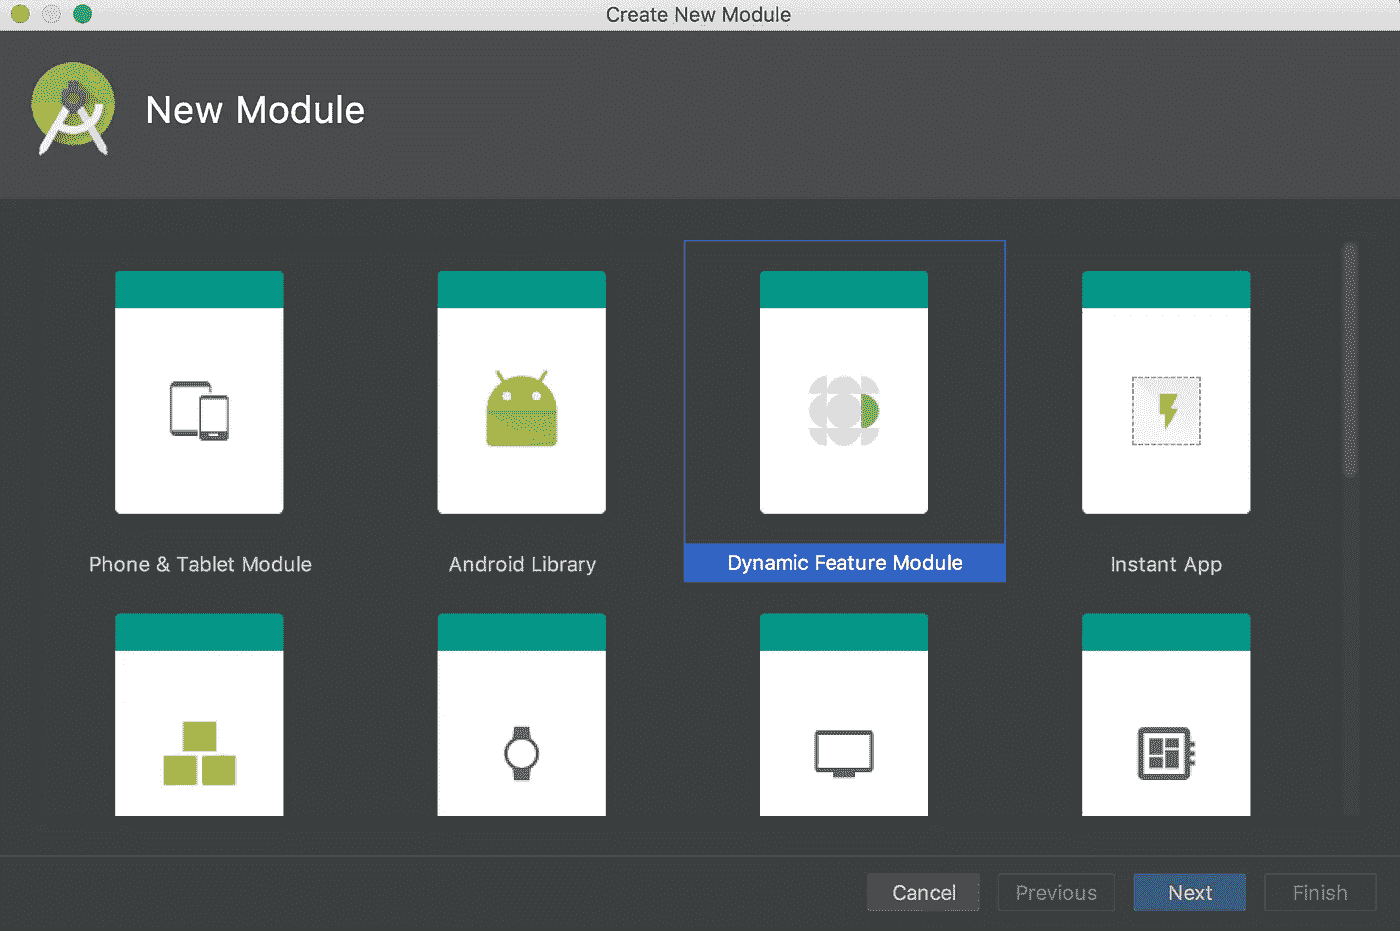 Create New Module
New Module
Phone & Tablet Module
Android Library
Dynamic Feature Module
Instant App
Cancel
Previous
Next
Finish